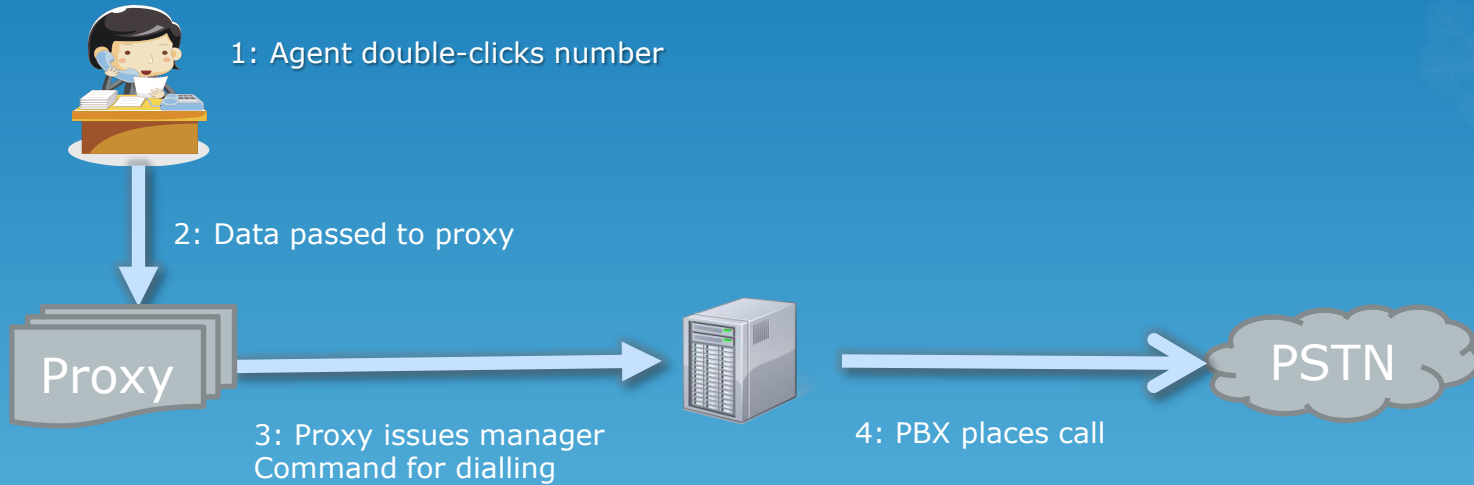 1: Agent double-clicks number
2: Data passed to proxy
Proxy
PSTN
3: Proxy issues manager
Command for dialling
4: PBX places call